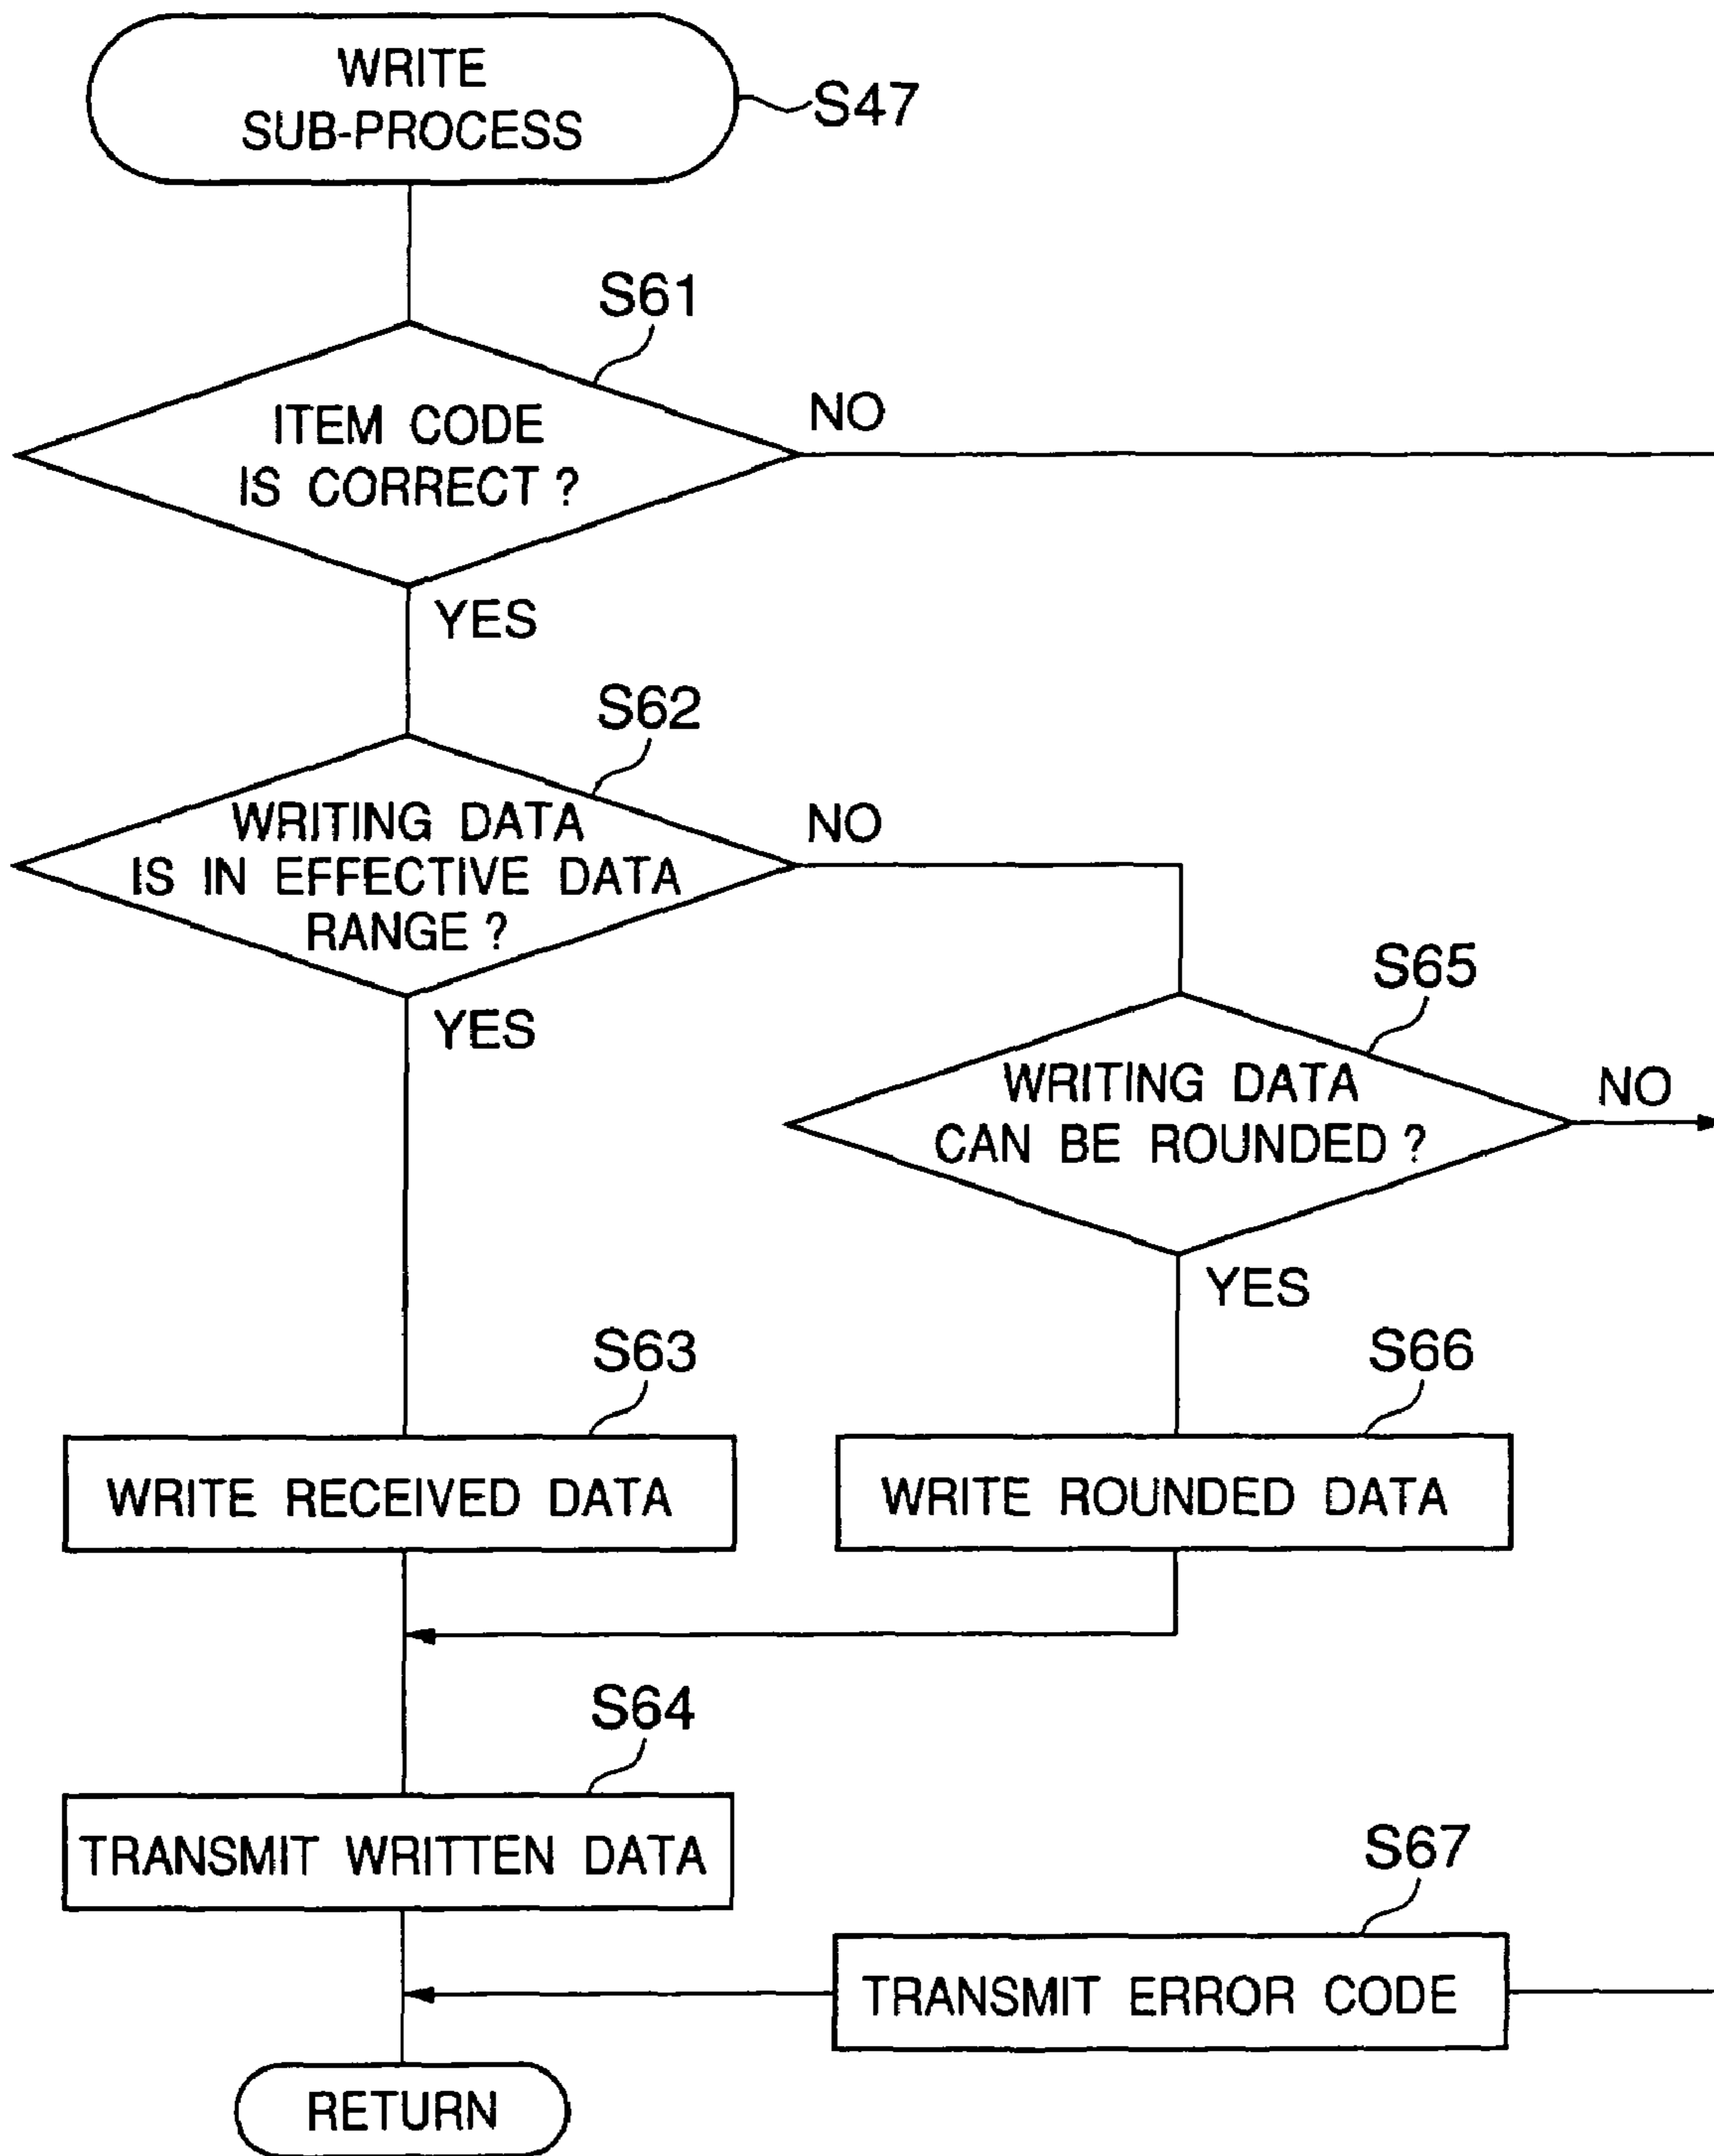 WRITE
SUB-PROCESS
S47
S61
ITEM CODE
IS CORRECT ?
NO
YES
S62
WRITING DATA
IS IN EFFECTIVE DATA
RANGE ?
NO
YES
S65
WRITING DATA
CAN BE ROUNDED ?
NO
YES
S63
WRITE RECEIVED DATA
S66
WRITE ROUNDED DATA
S64
TRANSMIT WRITTEN DATA
S67
TRANSMIT ERROR CODE
RETURN